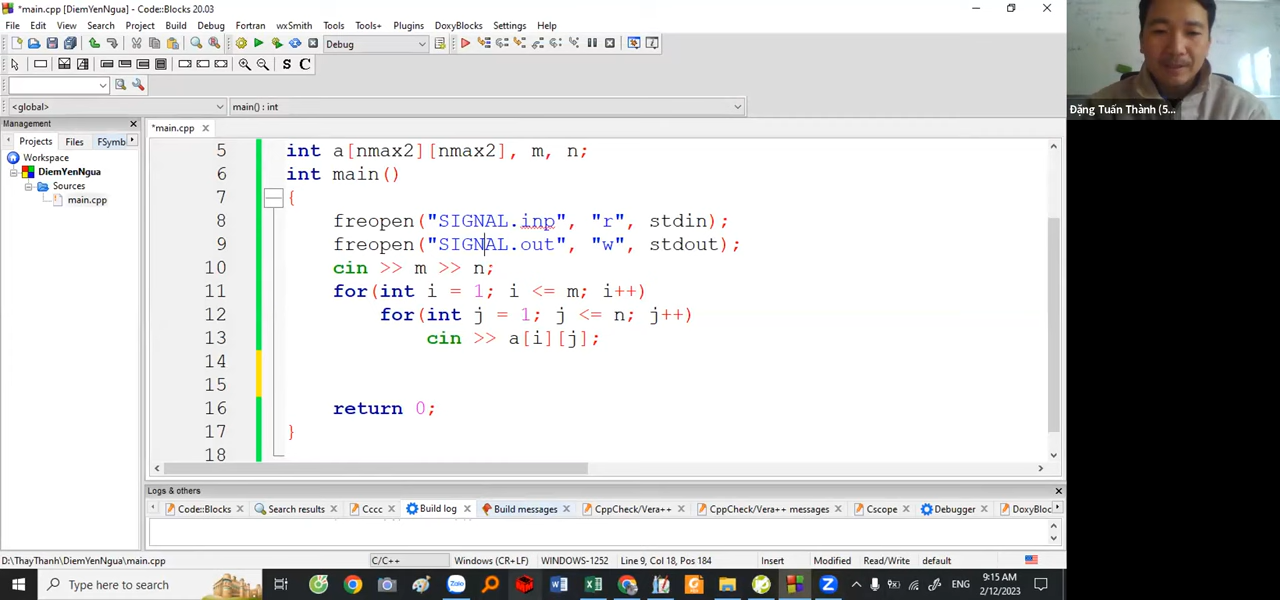 *main.cpp [DiemYenNgua] - Code::Blocks 20.03
File Edit View Search Project Build Debug Fortran wxSmith Tools Tools+ Plugins DoxyBlocks Settings Help
Debug
S C
<global> main() : int
Management
*main.cpp
Projects Files FSymb
Workspace
DiemYenNgua
Sources
main.cpp
5 int a[nmax2][nmax2], m, n;
6 int main()
7 {
8 freopen("SIGNAL.inp", "r", stdin);
9 freopen("SIGNAL.out", "w", stdout);
10 cin >> m >> n;
11 for(int i = 1; i <= m; i++)
12 for(int j = 1; j <= n; j++)
13 cin >> a[i][j];
14
15
16 return 0;
17 }
18
Đặng Tuấn Thành (5...
Logs & others
Code::Blocks Search results Cccc Build log Build messages CppCheck/Vera++ CppCheck/Vera++ messages Cscope Debugger DoxyBloc
D:\ThayThanh\DiemYenNgua\main.cpp C/C++ Windows (CR+LF) WINDOWS-1252 Line 9, Col 18, Pos 184 Insert Modified Read/Write default
Type here to search
Zalo
ENG
9:15 AM
2/12/2023